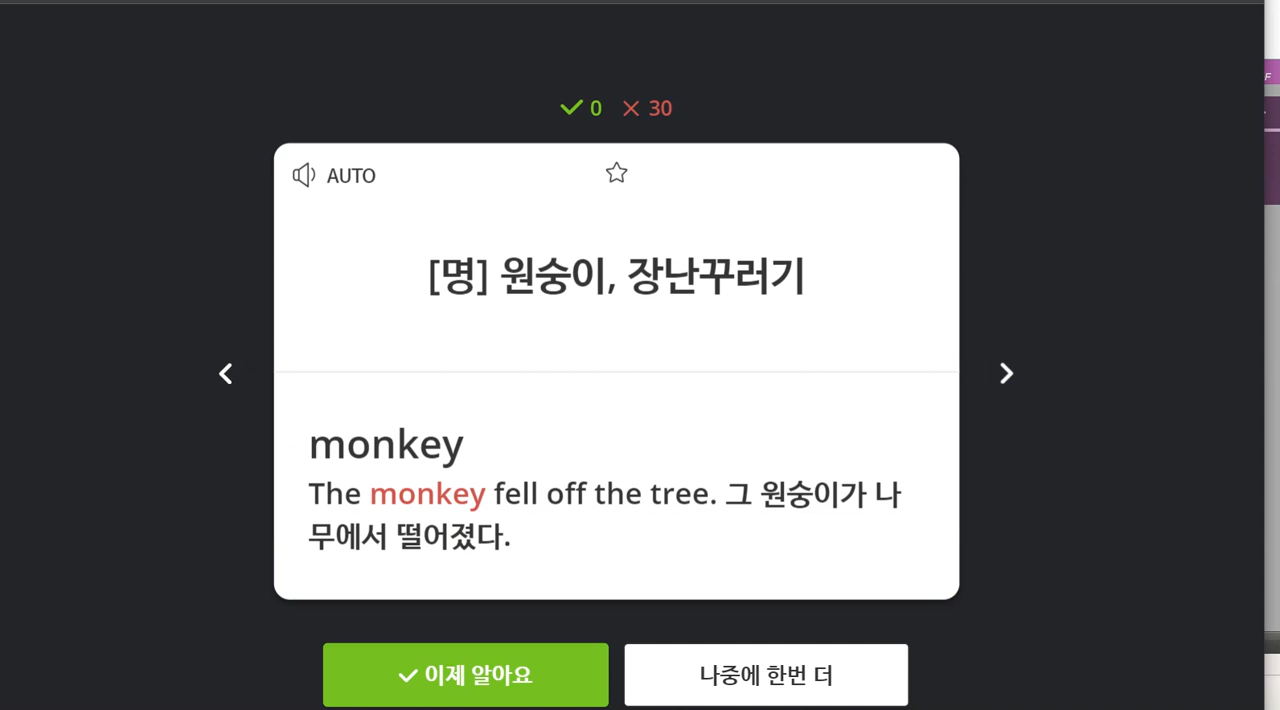 0 30
AUTO
[명] 원숭이, 장난꾸러기
monkey
The monkey fell off the tree. 그 원숭이가 나
무에서 떨어졌다.
이제 알아요 나중에 한번 더
F